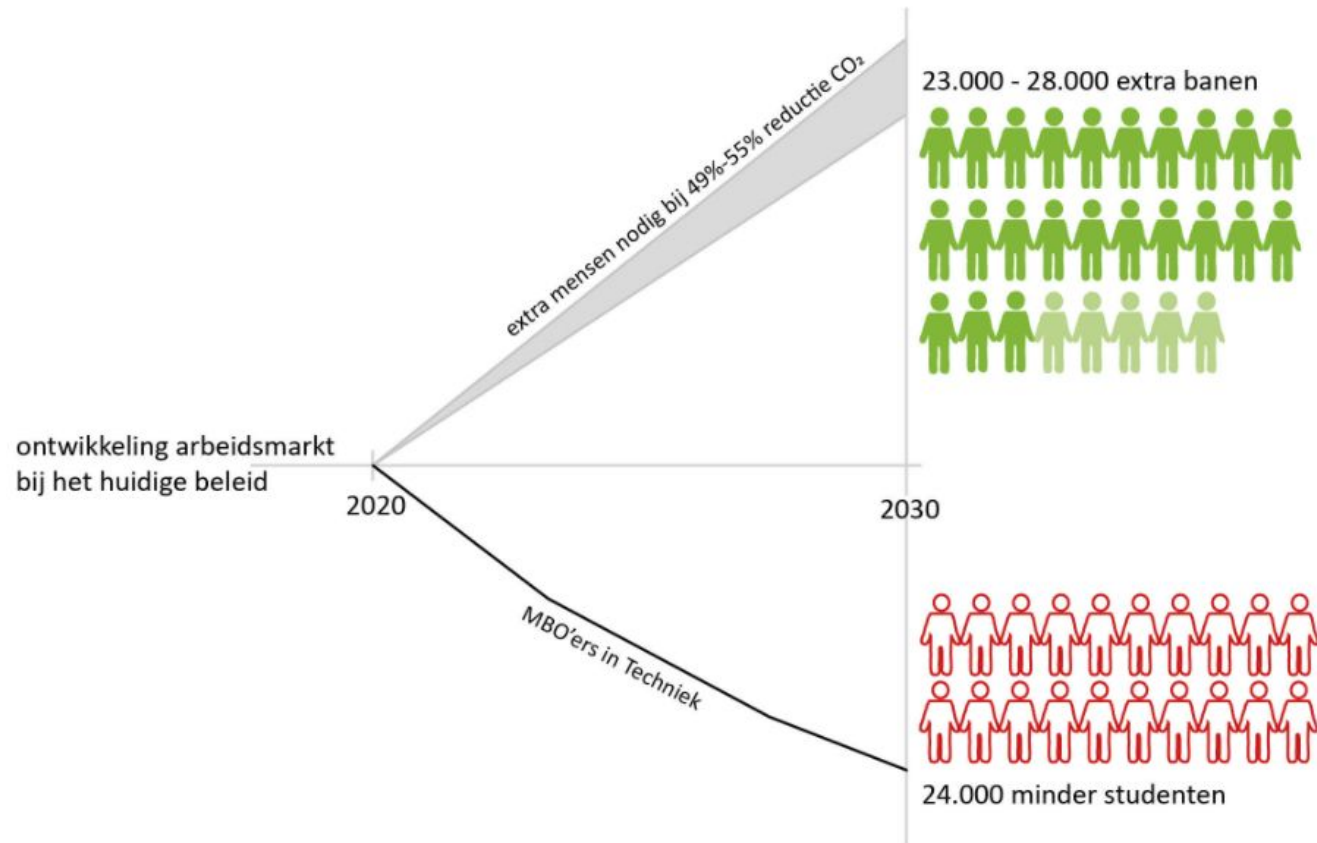 23.000 - 28.000 extra banen
extra mensen nodig bij 49%-55% reductie CO₂
ontwikkeling arbeidsmarkt
bij het huidige beleid
2020
2030
MBO'ers in Techniek
24.000 minder studenten